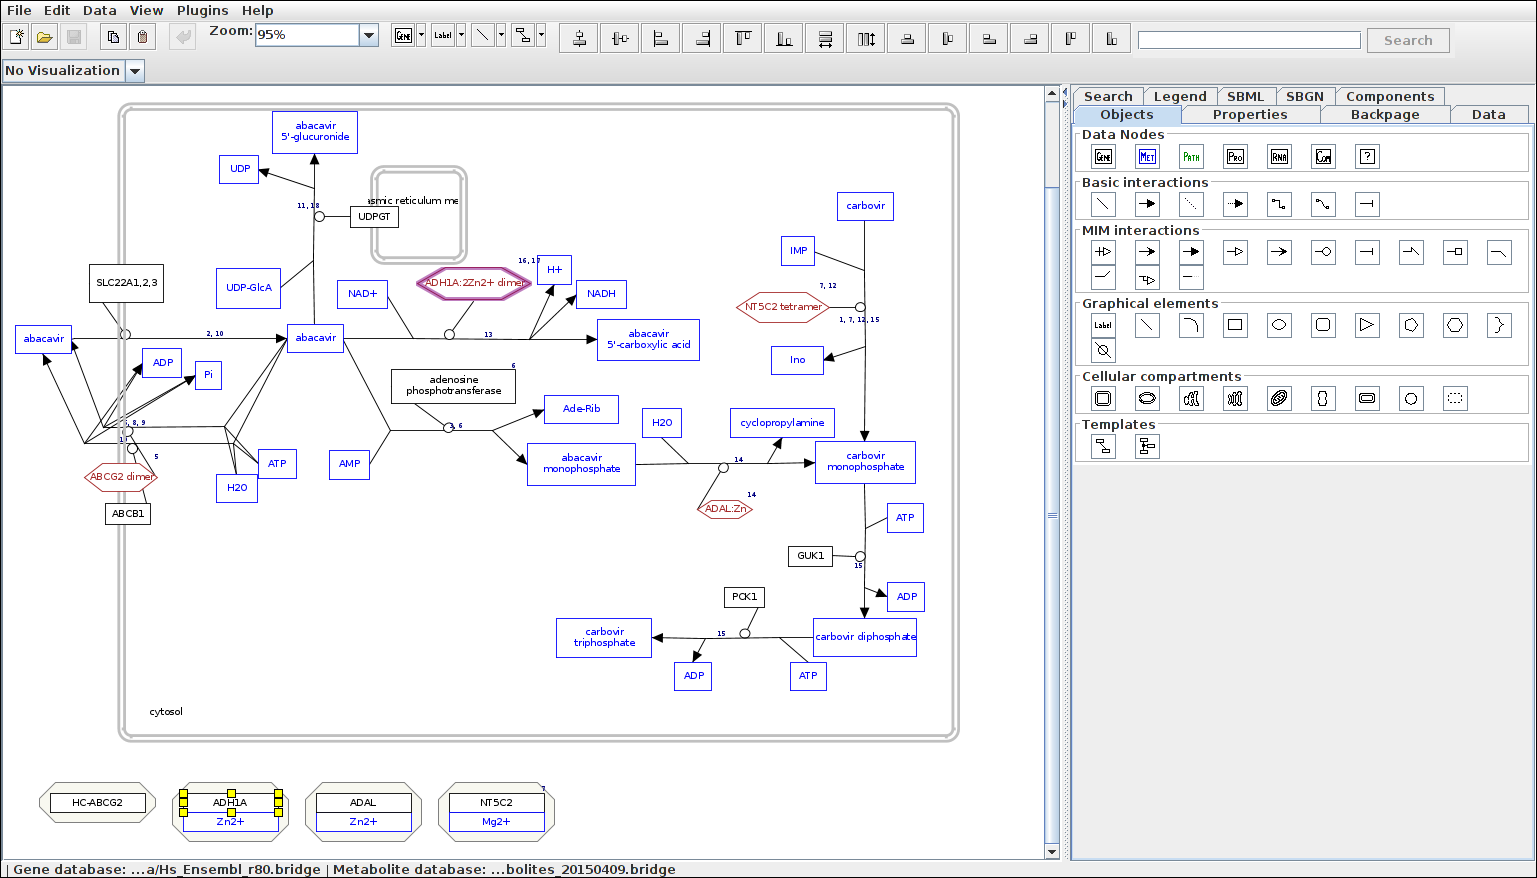 File Edit Data View Plugins Help
Zoom: 95%
Gene Label
Search
No Visualization
Search Legend SBML SBGN Components
Objects Properties Backpage Data
Data Nodes
Gene Met Path Pro RNA Com ?
Basic interactions
MIM interactions
Graphical elements
Label
Cellular compartments
Templates
abacavir
5'-glucuronide
UDP
11, 18
asmic reticulum me
UDPGT
carbovir
IMP
SLC22A1,2,3
UDP-GlcA
NAD+
ADH1A:2Zn2+ dimer
16, 17
H+
NADH
7, 12
NT5C2 tetramer
1, 7, 12, 15
abacavir
2, 10
abacavir
13
abacavir
5'-carboxylic acid
Ino
ADP
Pi
6
adenosine
phosphotransferase
Ade-Rib
H2O
cyclopropylamine
8, 9
5
ABCG2 dimer
ABCB1
ATP
H2O
AMP
abacavir
monophosphate
14
carbovir
monophosphate
14
ADAL:Zn
ATP
GUK1
15
PCK1
ADP
carbovir
triphosphate
15
carbovir diphosphate
ADP
ATP
cytosol
HC-ABCG2
ADH1A
Zn2+
ADAL
Zn2+
7
NT5C2
Mg2+
| Gene database: ...a/Hs_Ensembl_r80.bridge | Metabolite database: ...bolites_20150409.bridge